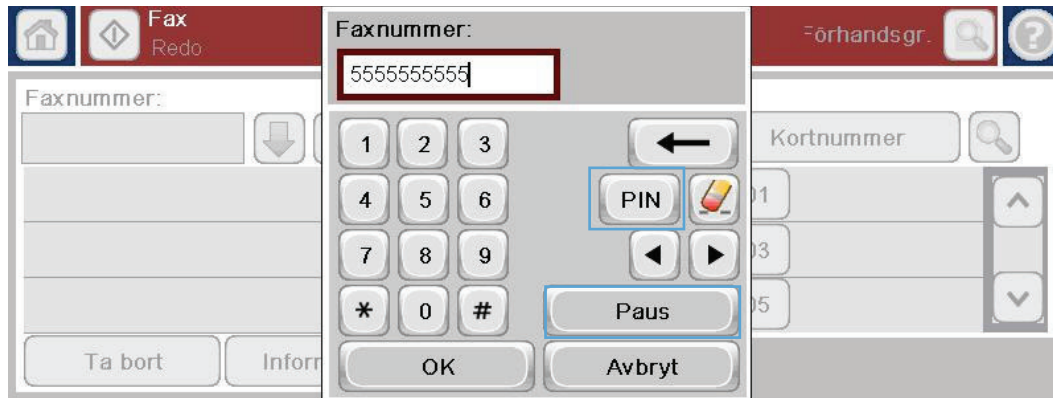 Fax
Redo
Förhandsgr.
Faxnummer:
5555555555
Faxnummer:
Kortnummer
1 2 3
4 5 6
PIN
7 8 9
* 0 #
Paus
OK
Avbryt
Ta bort